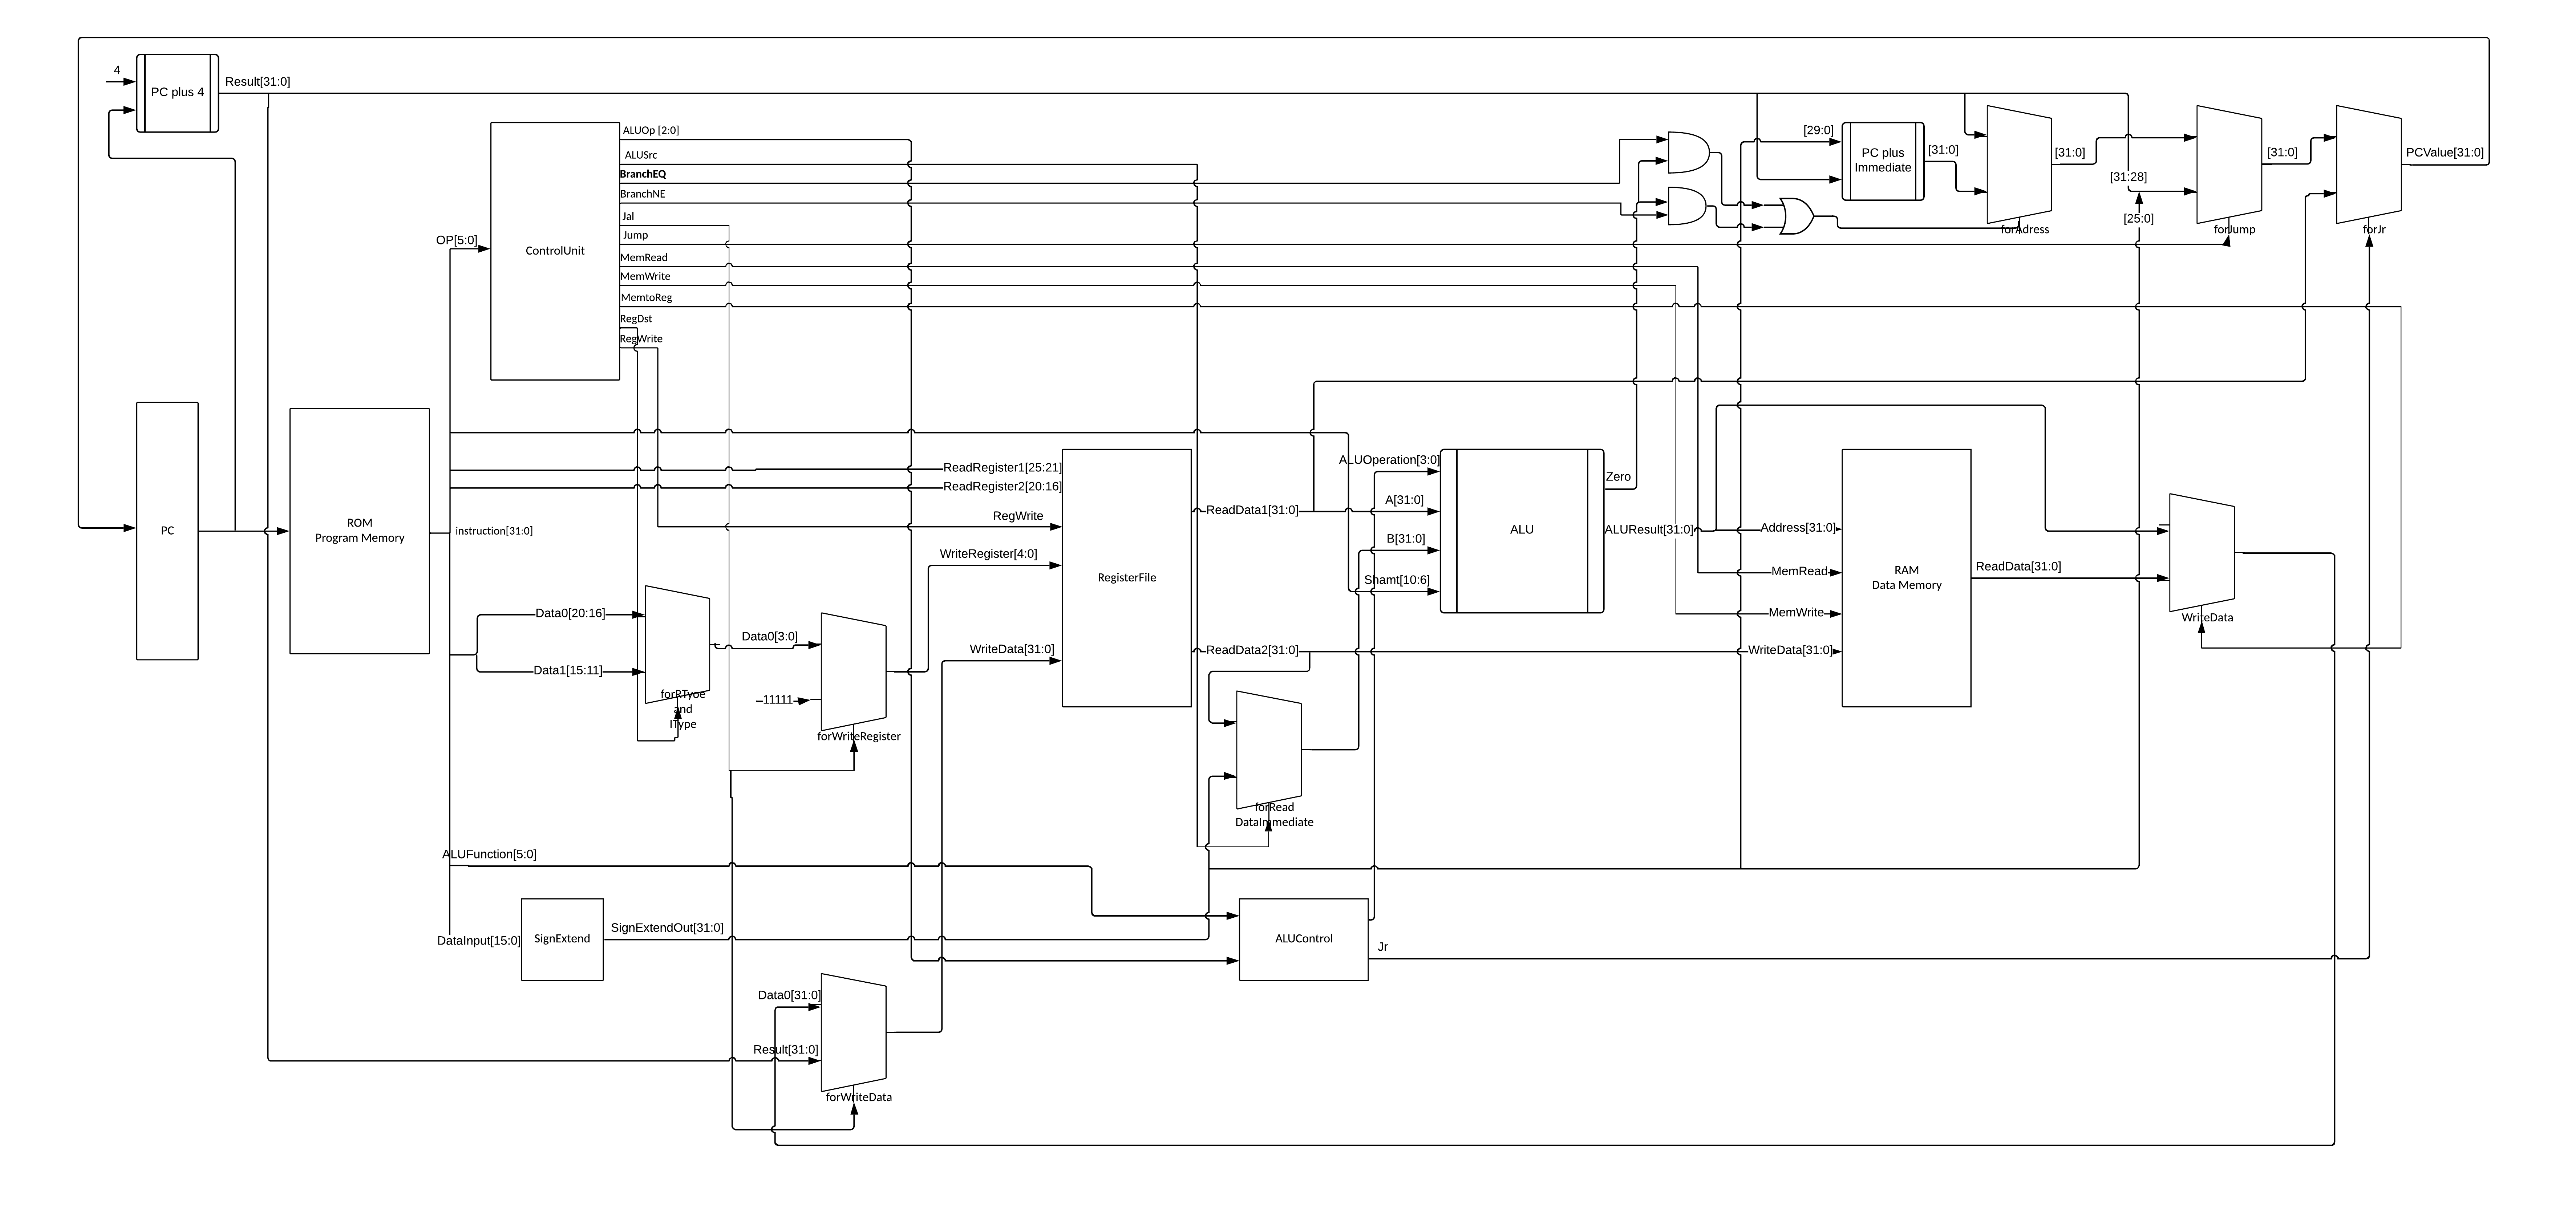 4
PC plus 4
Result[31:0]
ALUOp [2:0]
ALUSrc
BranchEQ
BranchNE
Jal
Jump
MemRead
MemWrite
MemtoReg
RegDst
RegWrite
OP[5:0]
ControlUnit
[29:0]
PC plus
Immediate
[31:0]
forAdress
[31:0]
[31:28]
[25:0]
forJump
[31:0]
forJr
PCValue[31:0]
PC
ROM
Program Memory
instruction[31:0]
ReadRegister1[25:21]
ReadRegister2[20:16]
RegWrite
WriteRegister[4:0]
WriteData[31:0]
RegisterFile
ReadData1[31:0]
ReadData2[31:0]
ALUOperation[3:0]
A[31:0]
B[31:0]
Shamt[10:6]
ALU
Zero
ALUResult[31:0]
Address[31:0]
MemRead
MemWrite
WriteData[31:0]
RAM
Data Memory
ReadData[31:0]
WriteData
Data0[20:16]
Data1[15:11]
forRTyoe
and
IType
Data0[3:0]
11111
forWriteRegister
forRead
DataImmediate
ALUFunction[5:0]
DataInput[15:0]
SignExtend
SignExtendOut[31:0]
ALUControl
Jr
Data0[31:0]
Result[31:0]
forWriteData